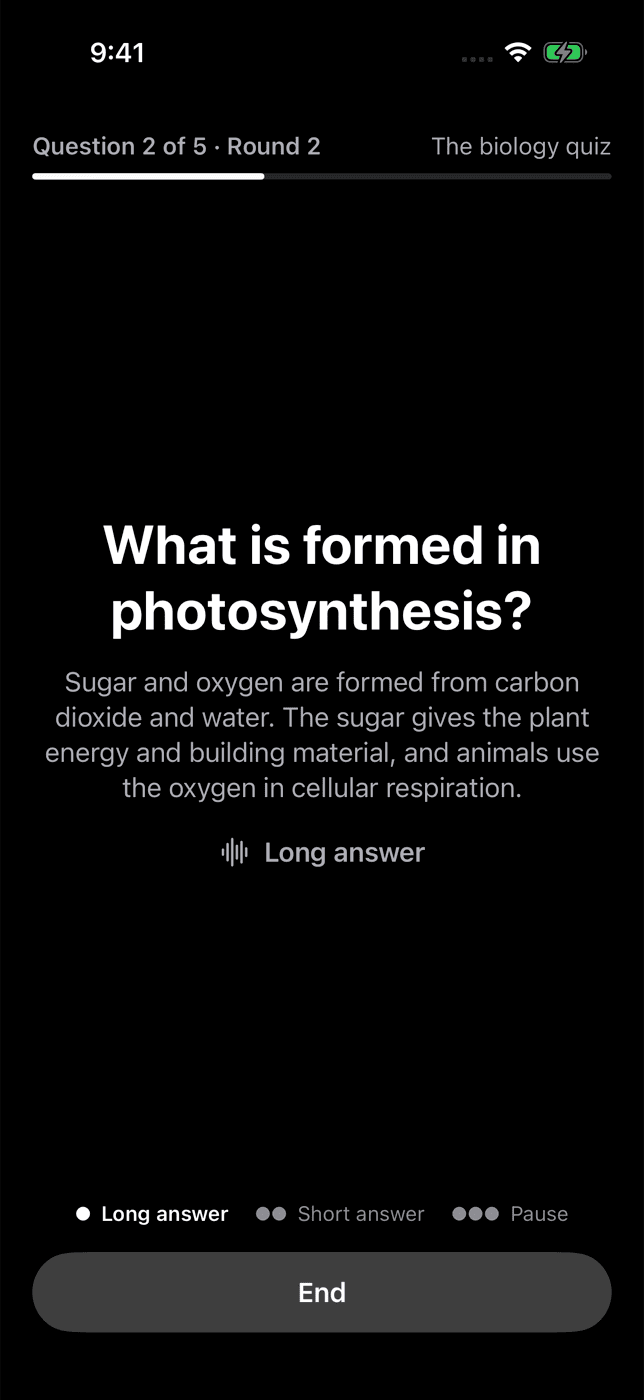 9:41
Question 2 of 5 · Round 2
The biology quiz
What is formed in
photosynthesis?
Sugar and oxygen are formed from carbon
dioxide and water. The sugar gives the plant
energy and building material, and animals use
the oxygen in cellular respiration.
Long answer
Long answer
Short answer
Pause
End